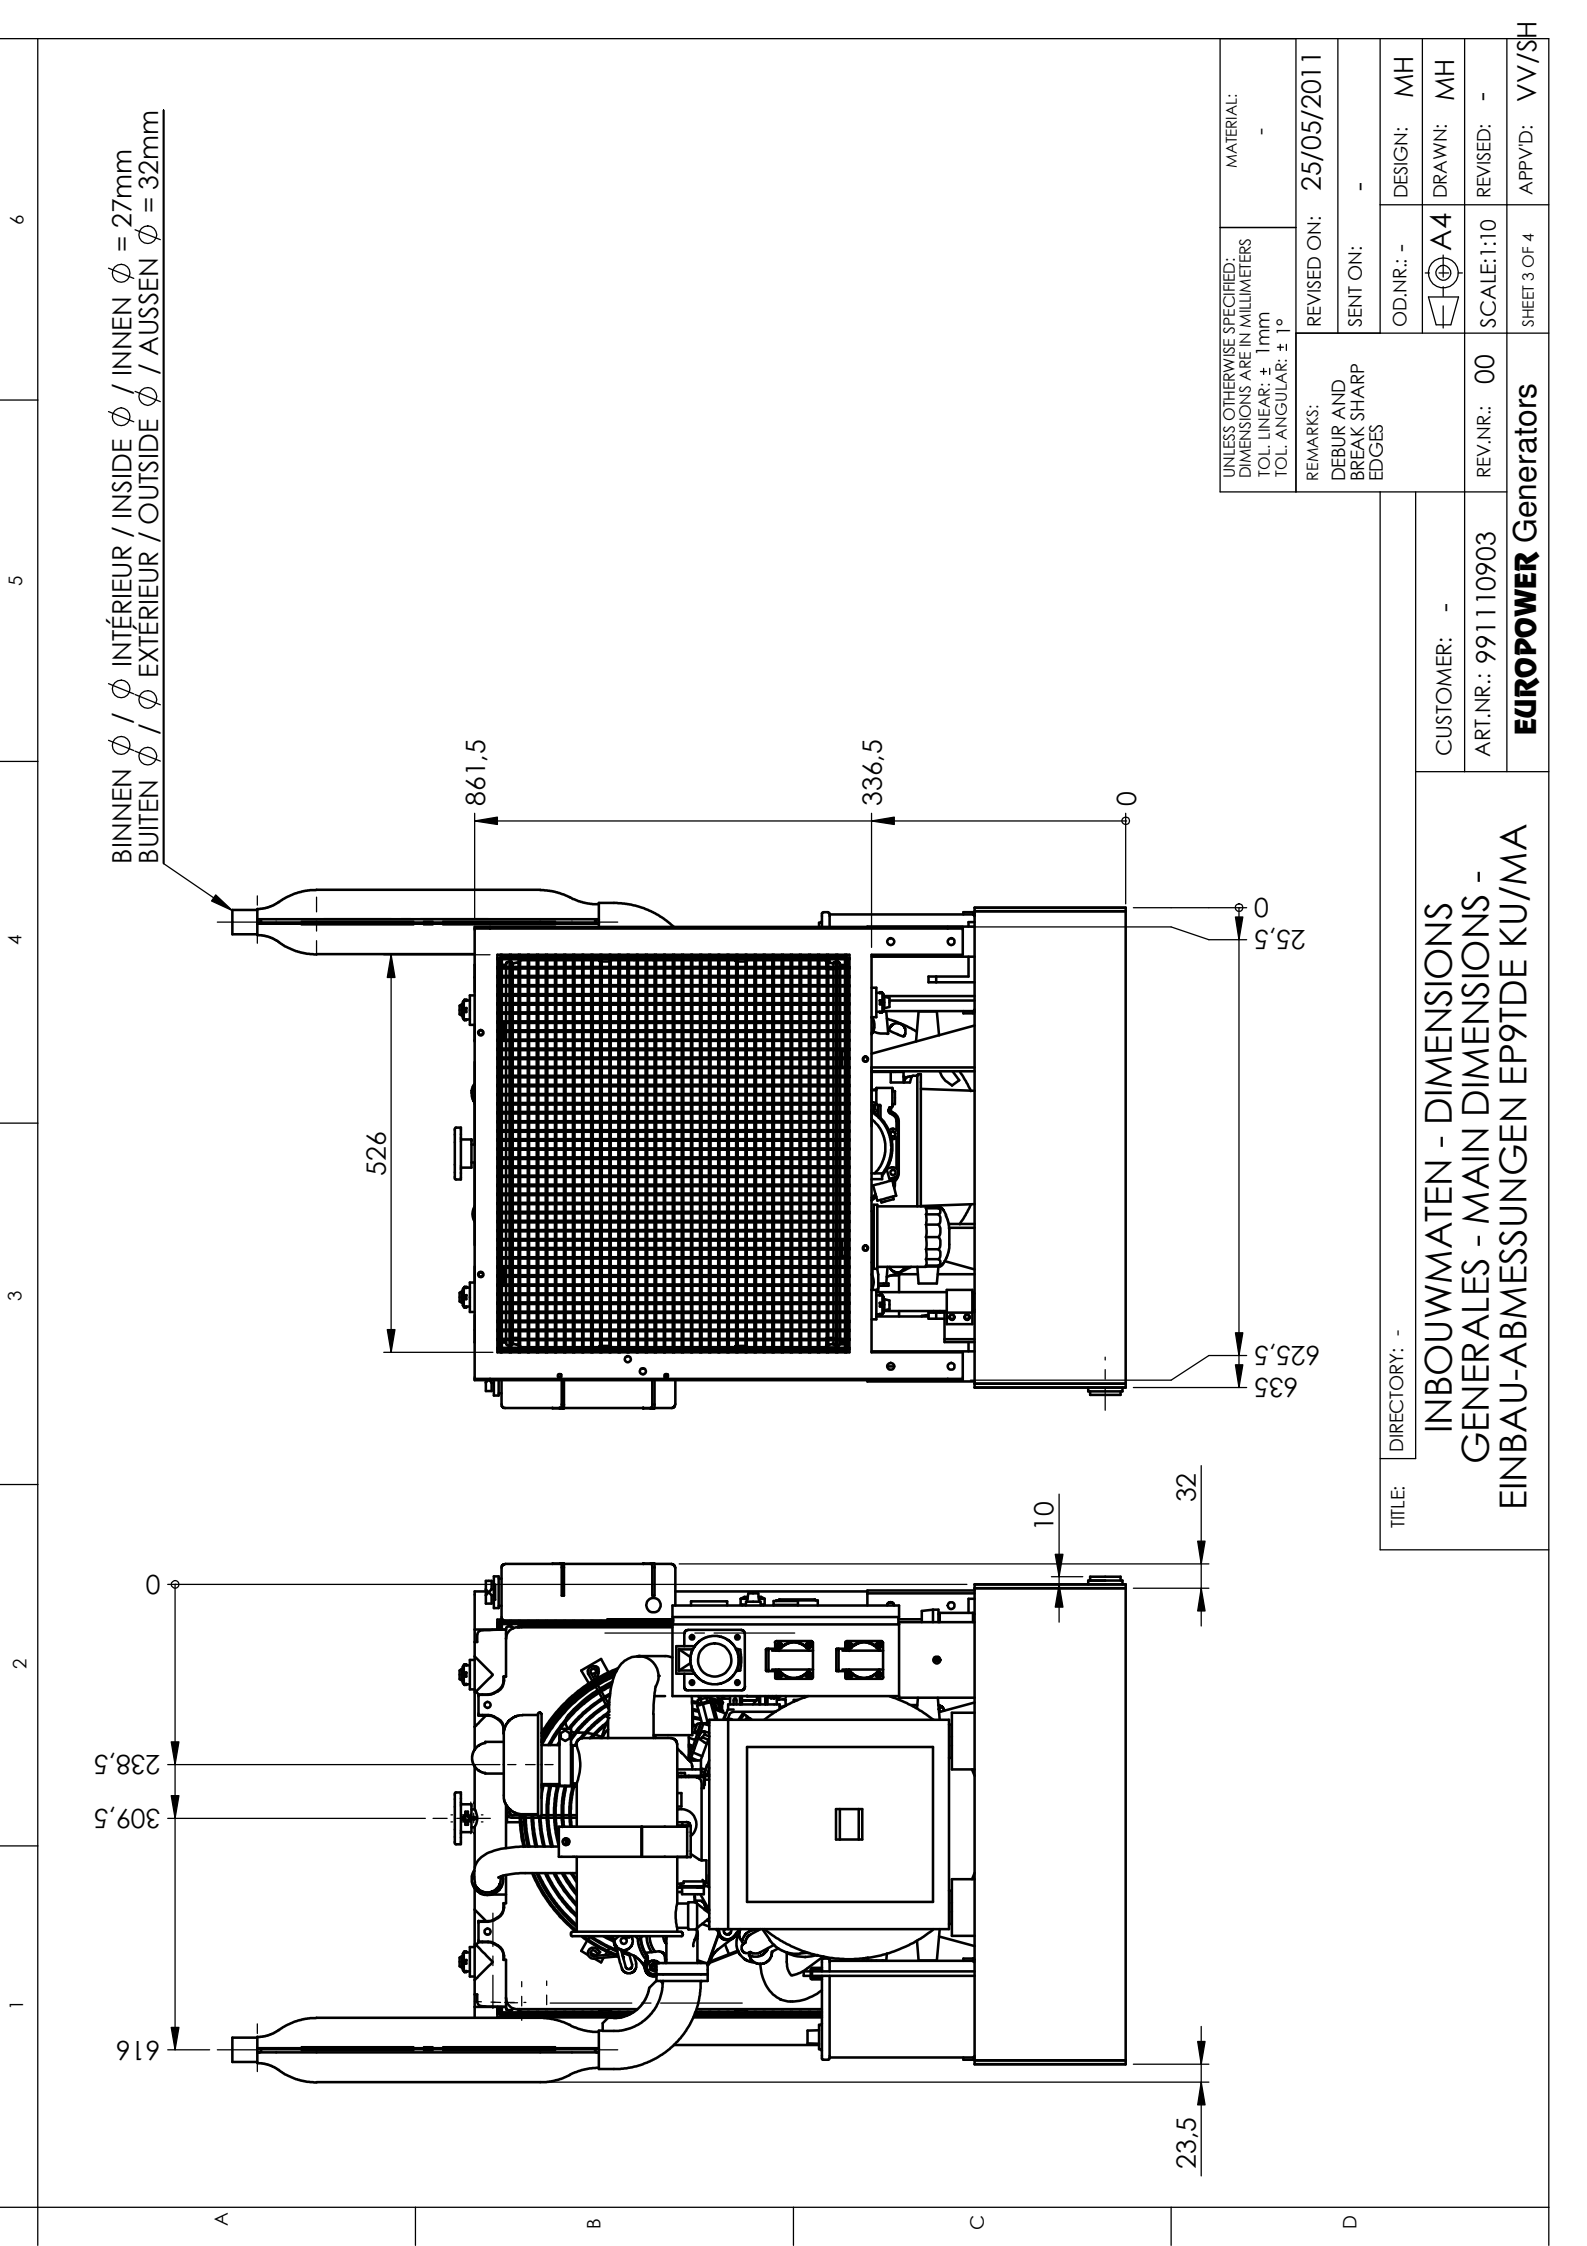 1
2
3
4
5
6
A
B
C
D
BINNEN ⌀ / ⌀ INTÉRIEUR / INSIDE ⌀ / INNEN ⌀ = 27mm
BUITEN ⌀ / ⌀ EXTÉRIEUR / OUTSIDE ⌀ / AUSSEN ⌀ = 32mm
616
309,5
238,5
0
23,5
10
32
526
861,5
336,5
0
635
625,5
25,5
0
UNLESS OTHERWISE SPECIFIED:
DIMENSIONS ARE IN MILLIMETERS
TOL. LINEAR: ± 1mm
TOL. ANGULAR: ± 1°
MATERIAL:
-
REMARKS:
DEBUR AND
BREAK SHARP
EDGES
REVISED ON: 25/05/2011
SENT ON: -
OD.NR.: -
DESIGN: MH
A4
DRAWN: MH
SCALE:1:10
REVISED: -
SHEET 3 OF 4
APPV'D: VV/SH
TITLE:
DIRECTORY: -
INBOUWMATEN - DIMENSIONS
GENERALES - MAIN DIMENSIONS -
EINBAU-ABMESSUNGEN EP9TDE KU/MA
CUSTOMER: -
ART.NR.: 991110903
REV.NR.: 00
EUROPOWER Generators